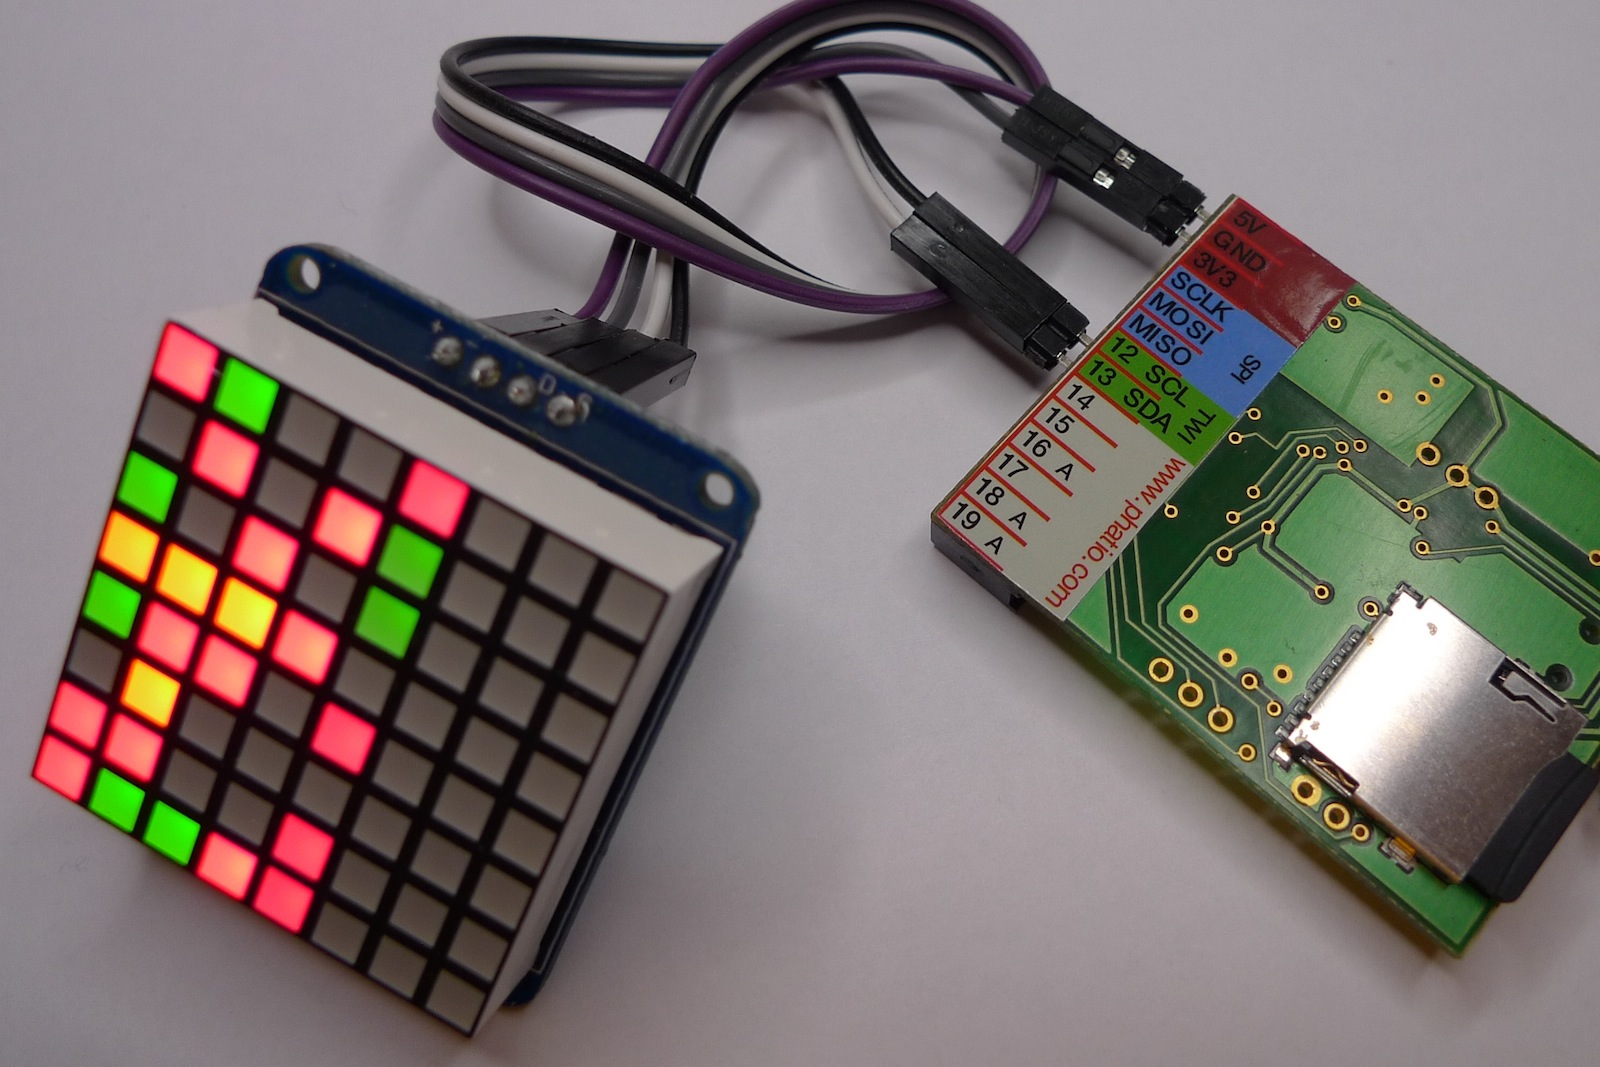 5V
GND
3V3
SCLK
MOSI
MISO
SPI
12 SCL
13 SDA
TWI
14
15
16 A
17
18 A
19 A
www.phatio.com
+
-
D